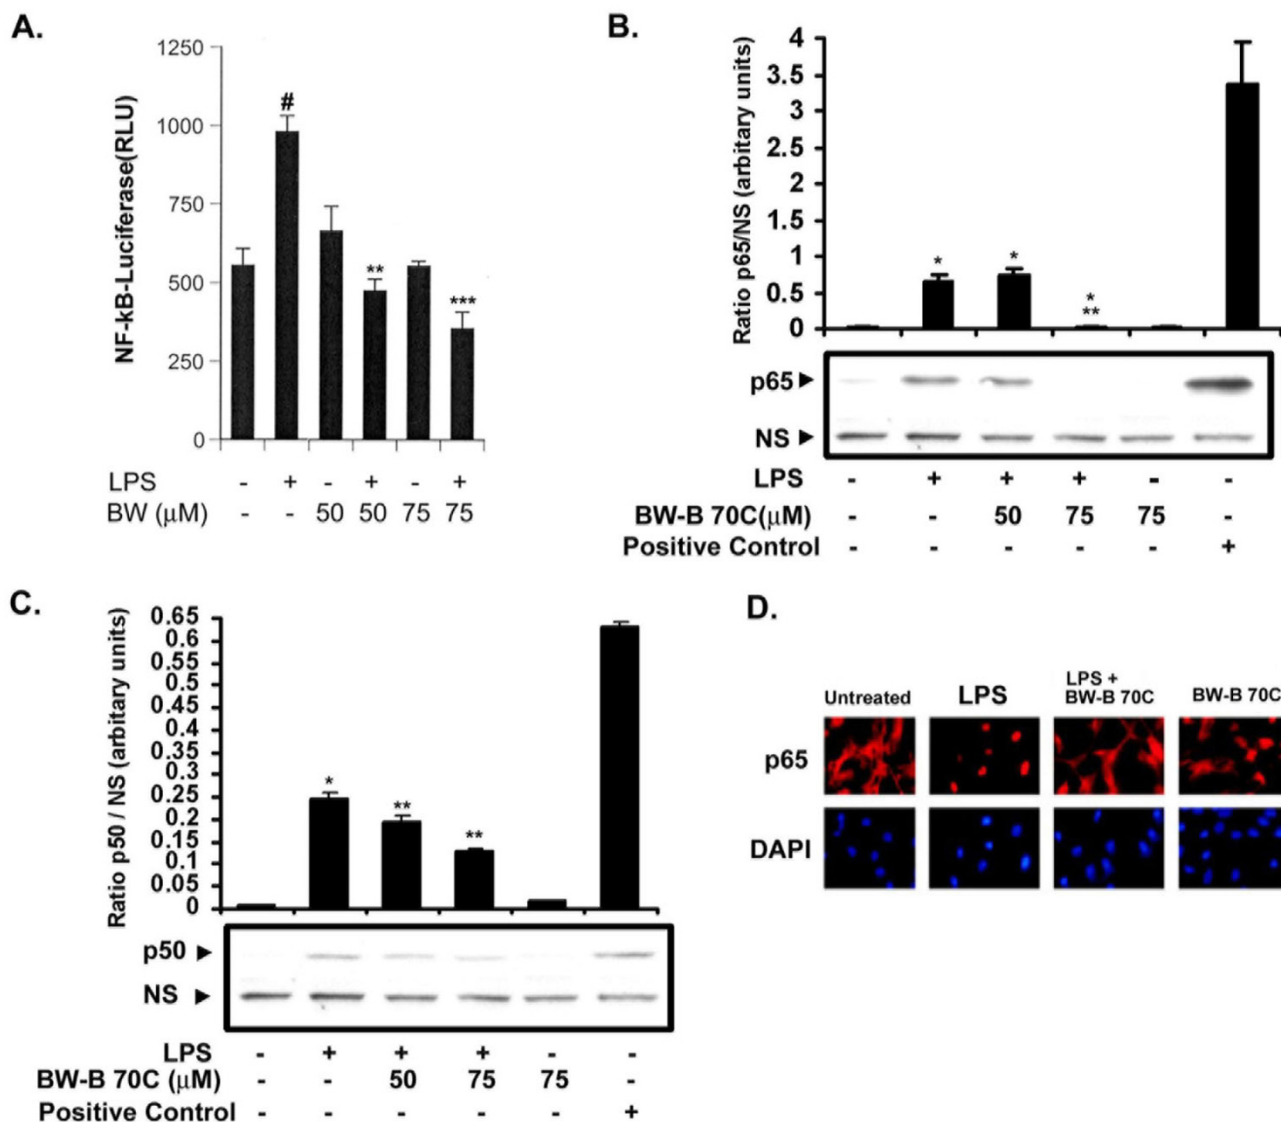 A.
NF-kB-Luciferase(RLU)
1250
1000
750
500
250
0
#
**
***
LPS - + - + - +
BW (μM) - - 50 50 75 75
B.
Ratio p65/NS (arbitary units)
4
3.5
3
2.5
2
1.5
1
0.5
0
*
*
*
**
p65
NS
LPS - + + + - -
BW-B 70C(μM) - - 50 75 75 -
Positive Control - - - - - +
C.
Ratio p50 / NS (arbitary units)
0.65
0.6
0.55
0.5
0.45
0.4
0.35
0.3
0.25
0.2
0.15
0.1
0.05
0
*
**
**
p50
NS
LPS - + + + - -
BW-B 70C (μM) - - 50 75 75 -
Positive Control - - - - - +
D.
Untreated
LPS
LPS +
BW-B 70C
BW-B 70C
p65
DAPI